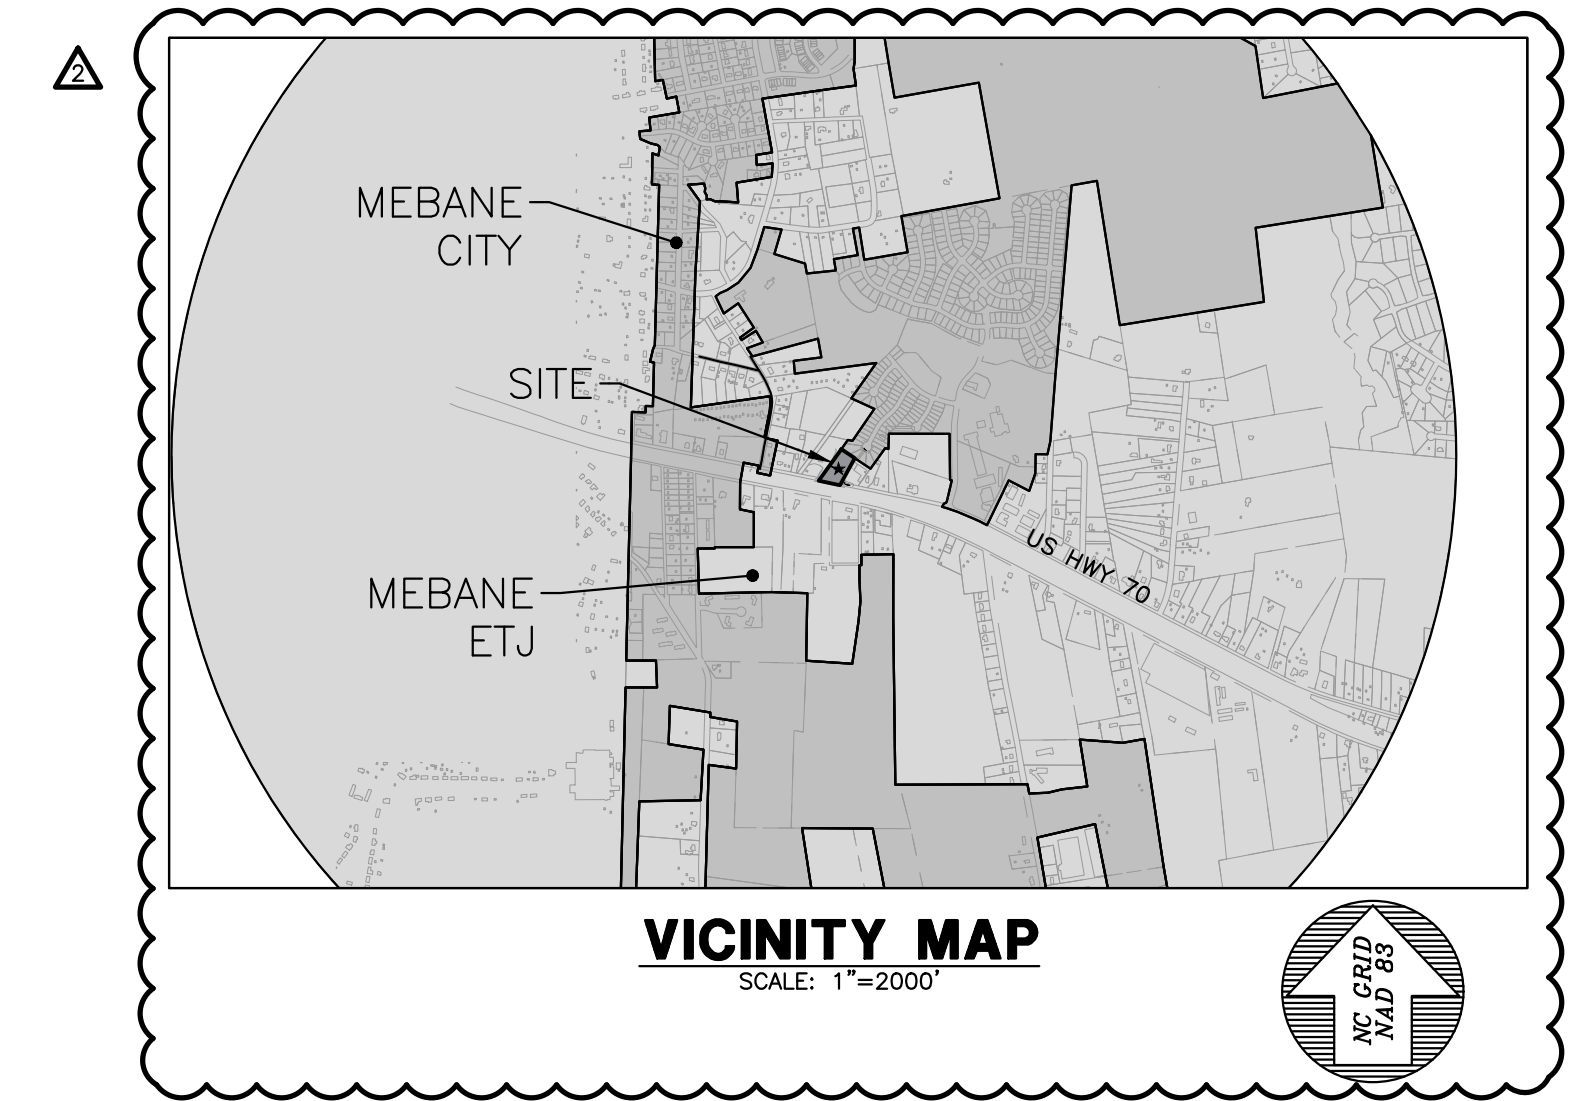 2
MEBANE
CITY
SITE
US HWY 70
MEBANE
ETJ
VICINITY MAP
SCALE: 1"=2000'
NC GRID
NAD 83